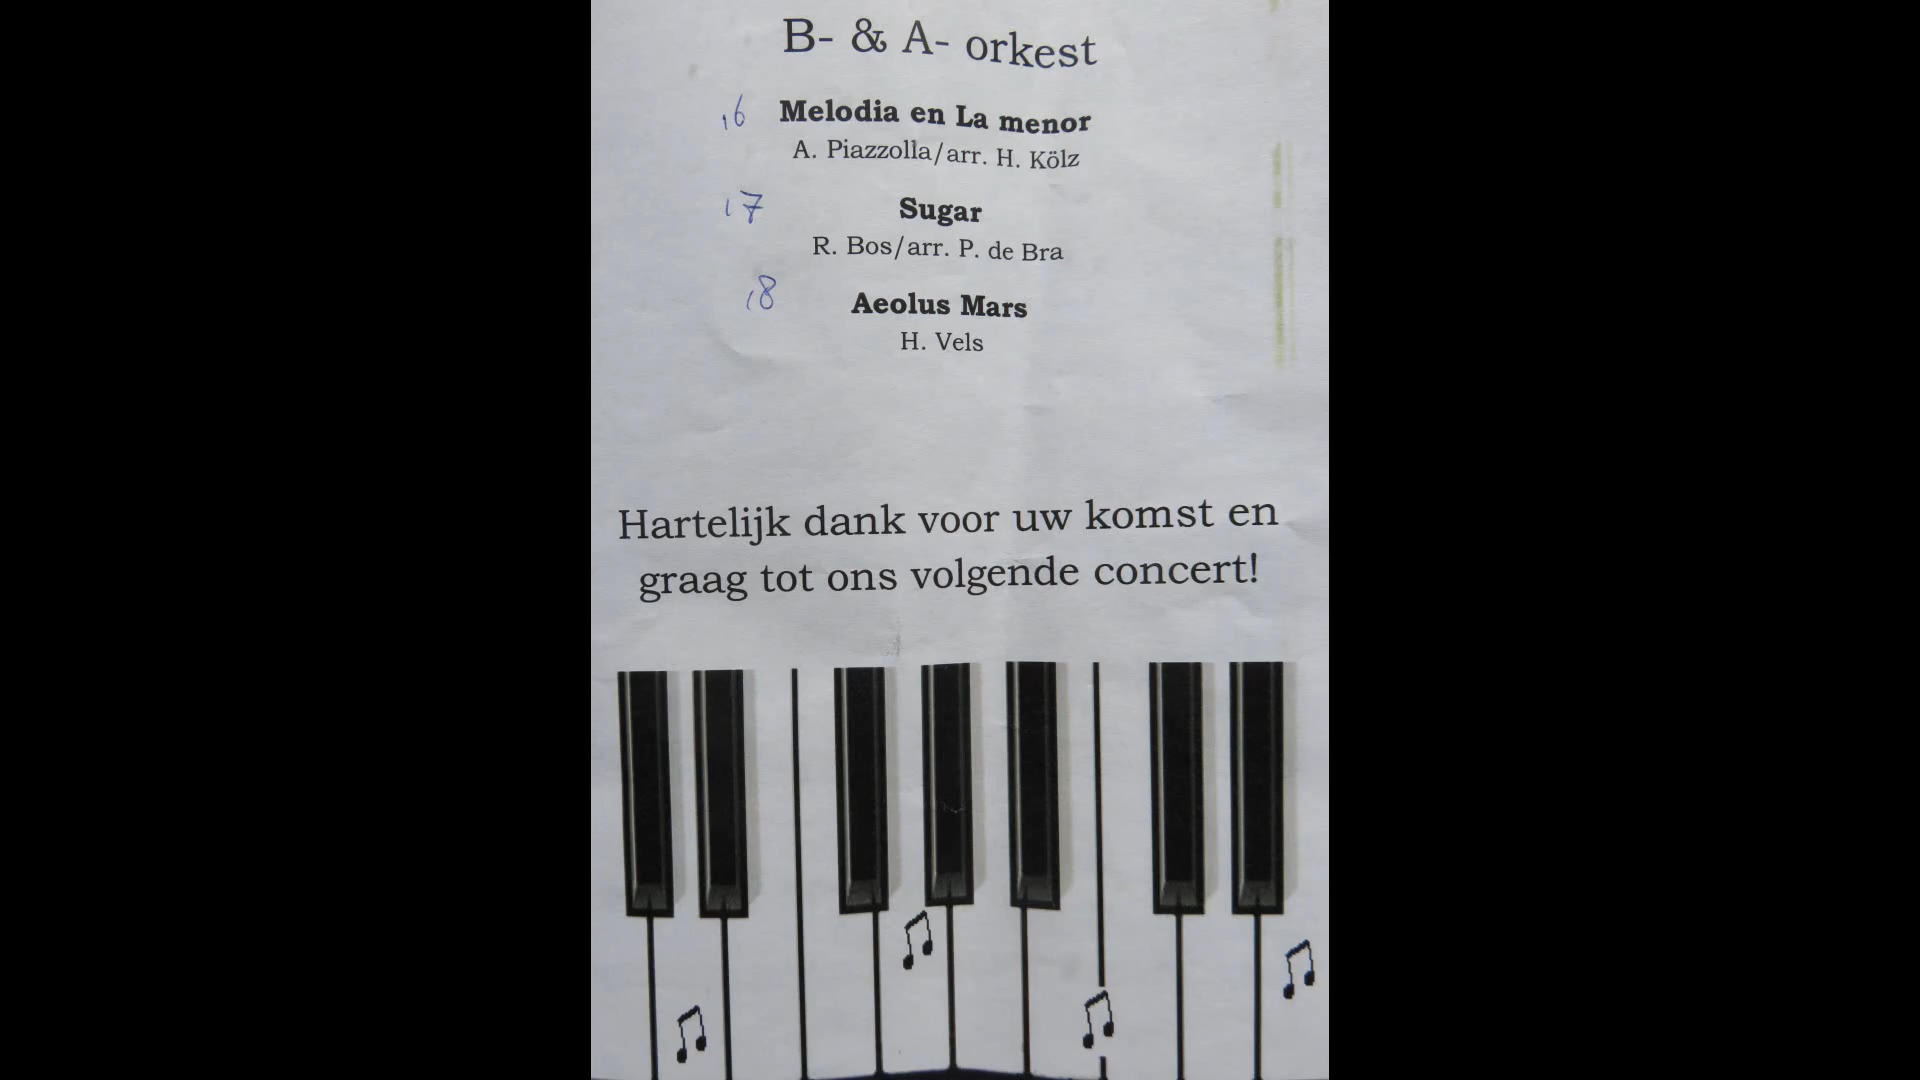 B- & A- orkest
16 Melodia en La menor
A. Piazzolla/arr. H. Kölz
17 Sugar
R. Bos/arr. P. de Bra
18 Aeolus Mars
H. Vels
Hartelijk dank voor uw komst en
graag tot ons volgende concert!